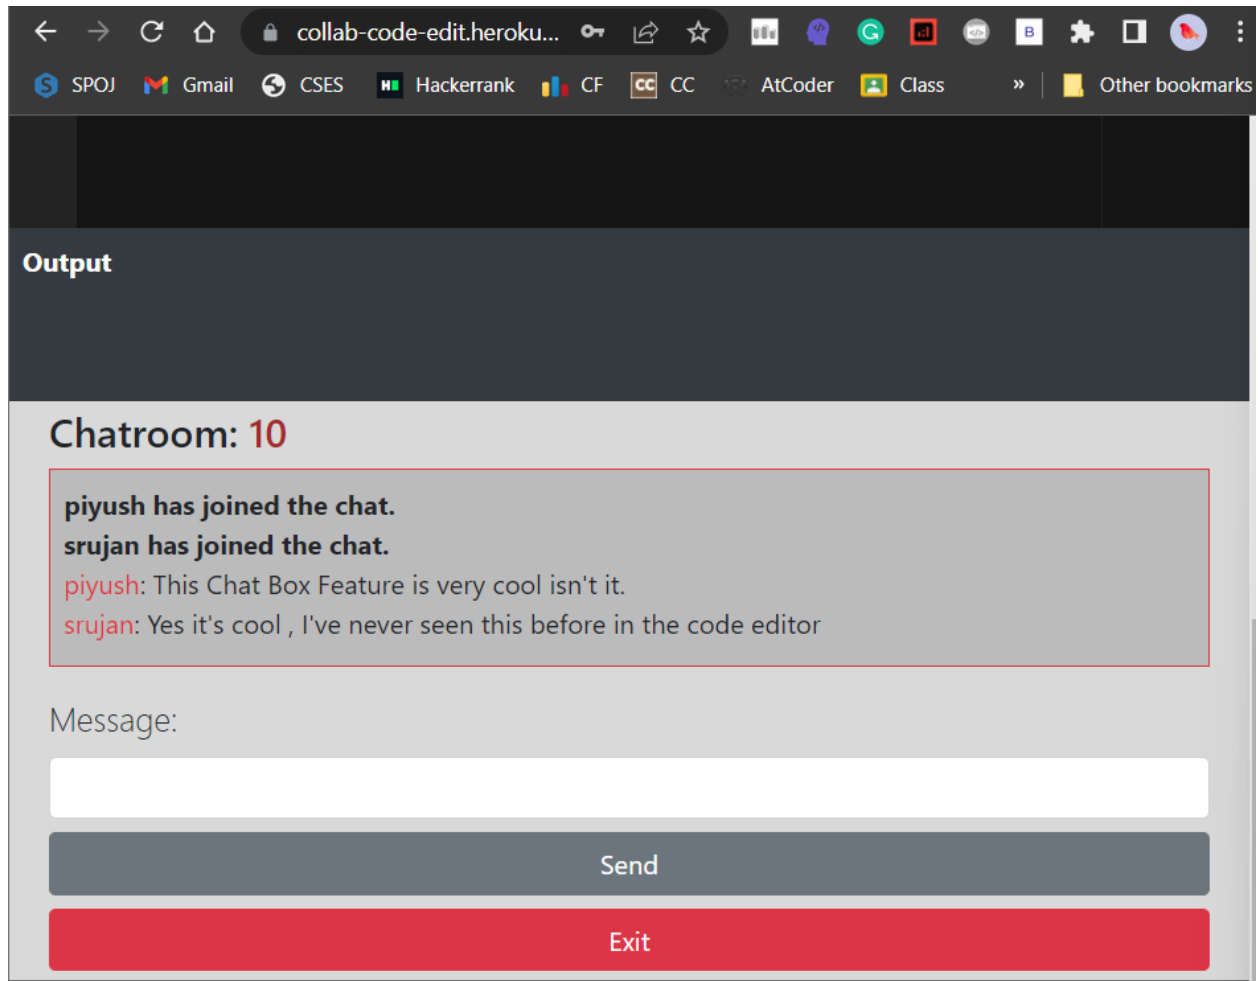 collab-code-edit.heroku...
SPOJ Gmail CSES Hackerrank CF CC CC AtCoder Class » Other bookmarks
Output
Chatroom: 10
piyush has joined the chat.
srujan has joined the chat.
piyush: This Chat Box Feature is very cool isn't it.
srujan: Yes it's cool , I've never seen this before in the code editor
Message:
Send
Exit